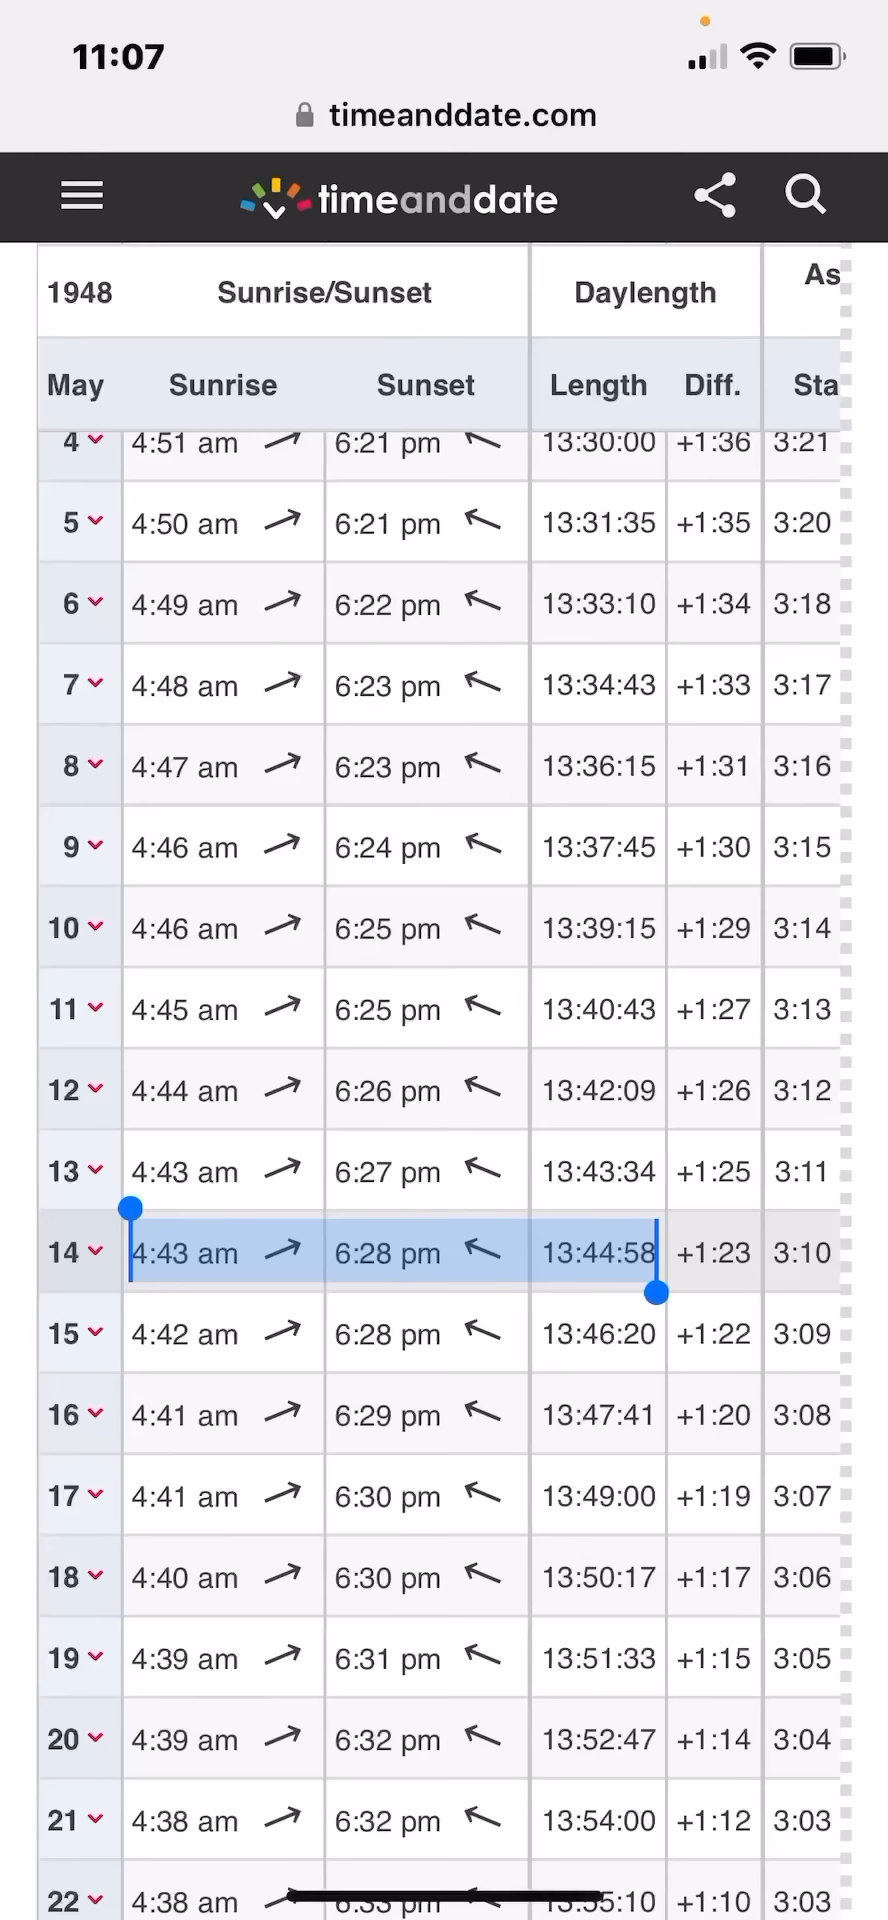 11:07
timeanddate.com
timeanddate
1948 Sunrise/Sunset Daylength As
May Sunrise Sunset Length Diff. Sta
4 4:51 am 6:21 pm 13:30:00 +1:36 3:21
5 4:50 am 6:21 pm 13:31:35 +1:35 3:20
6 4:49 am 6:22 pm 13:33:10 +1:34 3:18
7 4:48 am 6:23 pm 13:34:43 +1:33 3:17
8 4:47 am 6:23 pm 13:36:15 +1:31 3:16
9 4:46 am 6:24 pm 13:37:45 +1:30 3:15
10 4:46 am 6:25 pm 13:39:15 +1:29 3:14
11 4:45 am 6:25 pm 13:40:43 +1:27 3:13
12 4:44 am 6:26 pm 13:42:09 +1:26 3:12
13 4:43 am 6:27 pm 13:43:34 +1:25 3:11
14 4:43 am 6:28 pm 13:44:58 +1:23 3:10
15 4:42 am 6:28 pm 13:46:20 +1:22 3:09
16 4:41 am 6:29 pm 13:47:41 +1:20 3:08
17 4:41 am 6:30 pm 13:49:00 +1:19 3:07
18 4:40 am 6:30 pm 13:50:17 +1:17 3:06
19 4:39 am 6:31 pm 13:51:33 +1:15 3:05
20 4:39 am 6:32 pm 13:52:47 +1:14 3:04
21 4:38 am 6:32 pm 13:54:00 +1:12 3:03
22 4:38 am 6:33 pm 13:55:10 +1:10 3:03